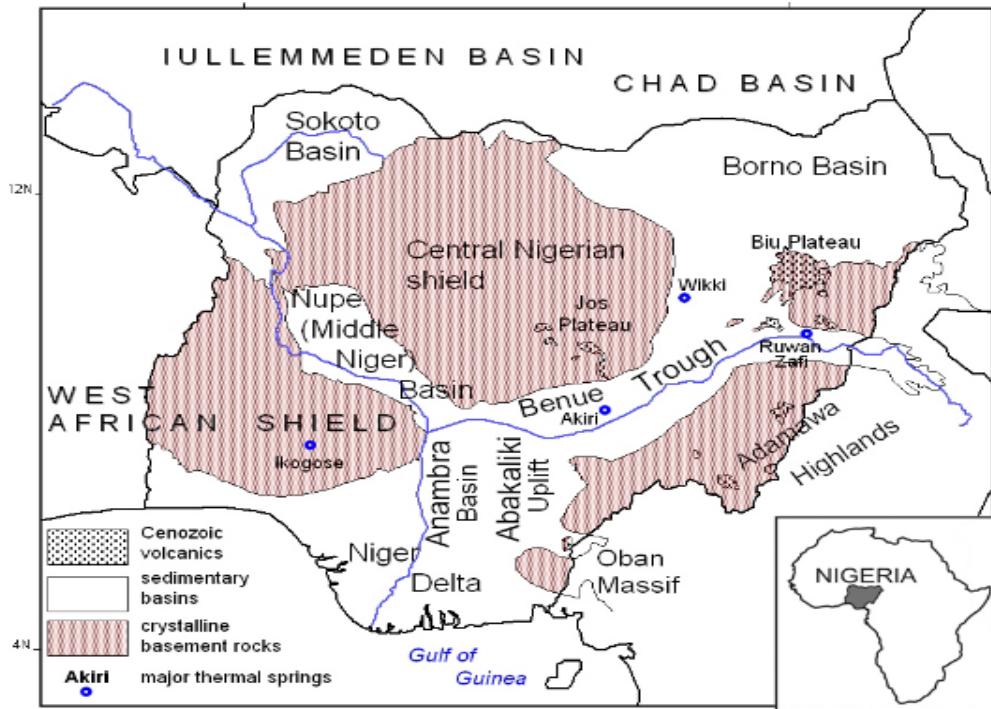 IULLEMMEDEN BASIN
CHAD BASIN
Sokoto
Basin
12N
Borno Basin
Central Nigerian
shield
Biu Plateau
Wikki
Nupe
(Middle
Niger)
Basin
Jos
Plateau
Ruwan
Zafi
Benue Trough
Akiri
WEST
AFRICAN SHIELD
Ikogose
Adamawa
Highlands
Anambra
Basin
Abakaliki
Uplift
Niger
Delta
Oban
Massif
Cenozoic
volcanics
sedimentary
basins
crystalline
basement rocks
Akiri major thermal springs
4N
Gulf of
Guinea
NIGERIA